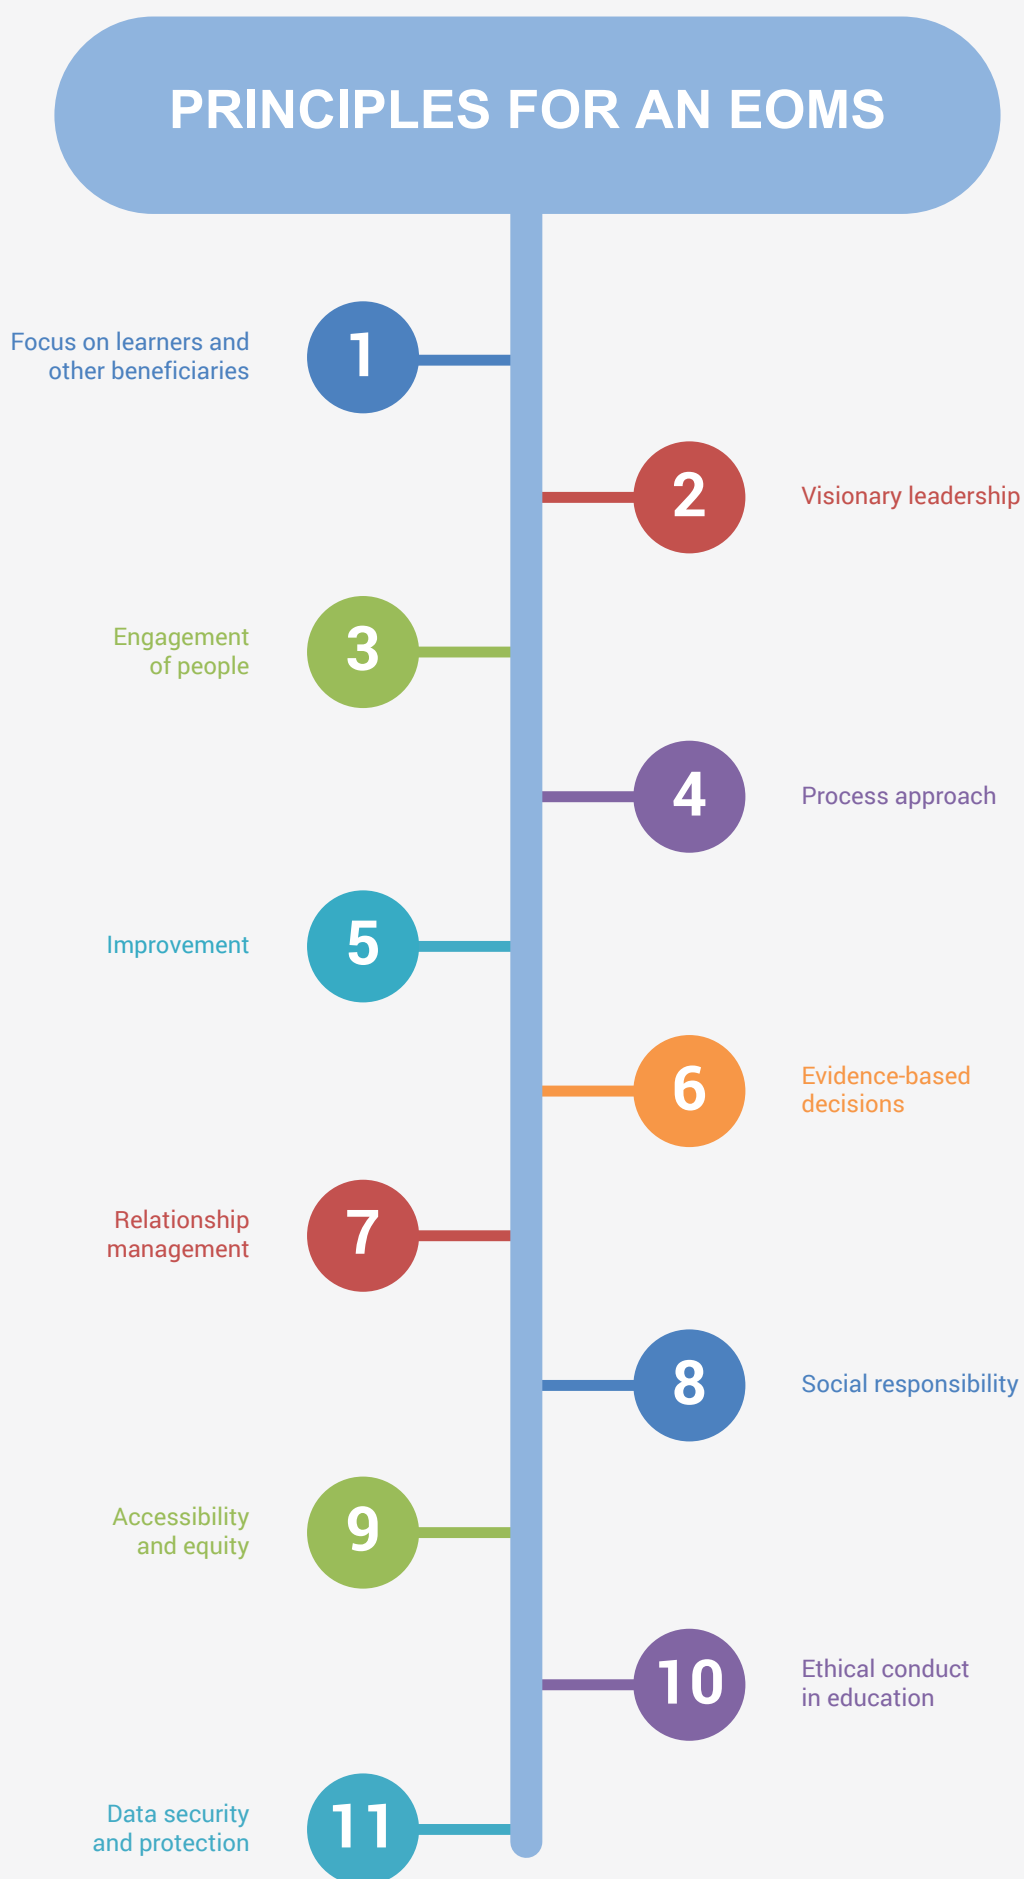 PRINCIPLES FOR AN EOMS
Focus on learners and
other beneficiaries
1
2
Visionary leadership
Engagement
of people
3
4
Process approach
Improvement
5
6
Evidence-based
decisions
Relationship
management
7
8
Social responsibility
Accessibility
and equity
9
10
Ethical conduct
in education
Data security
and protection
11